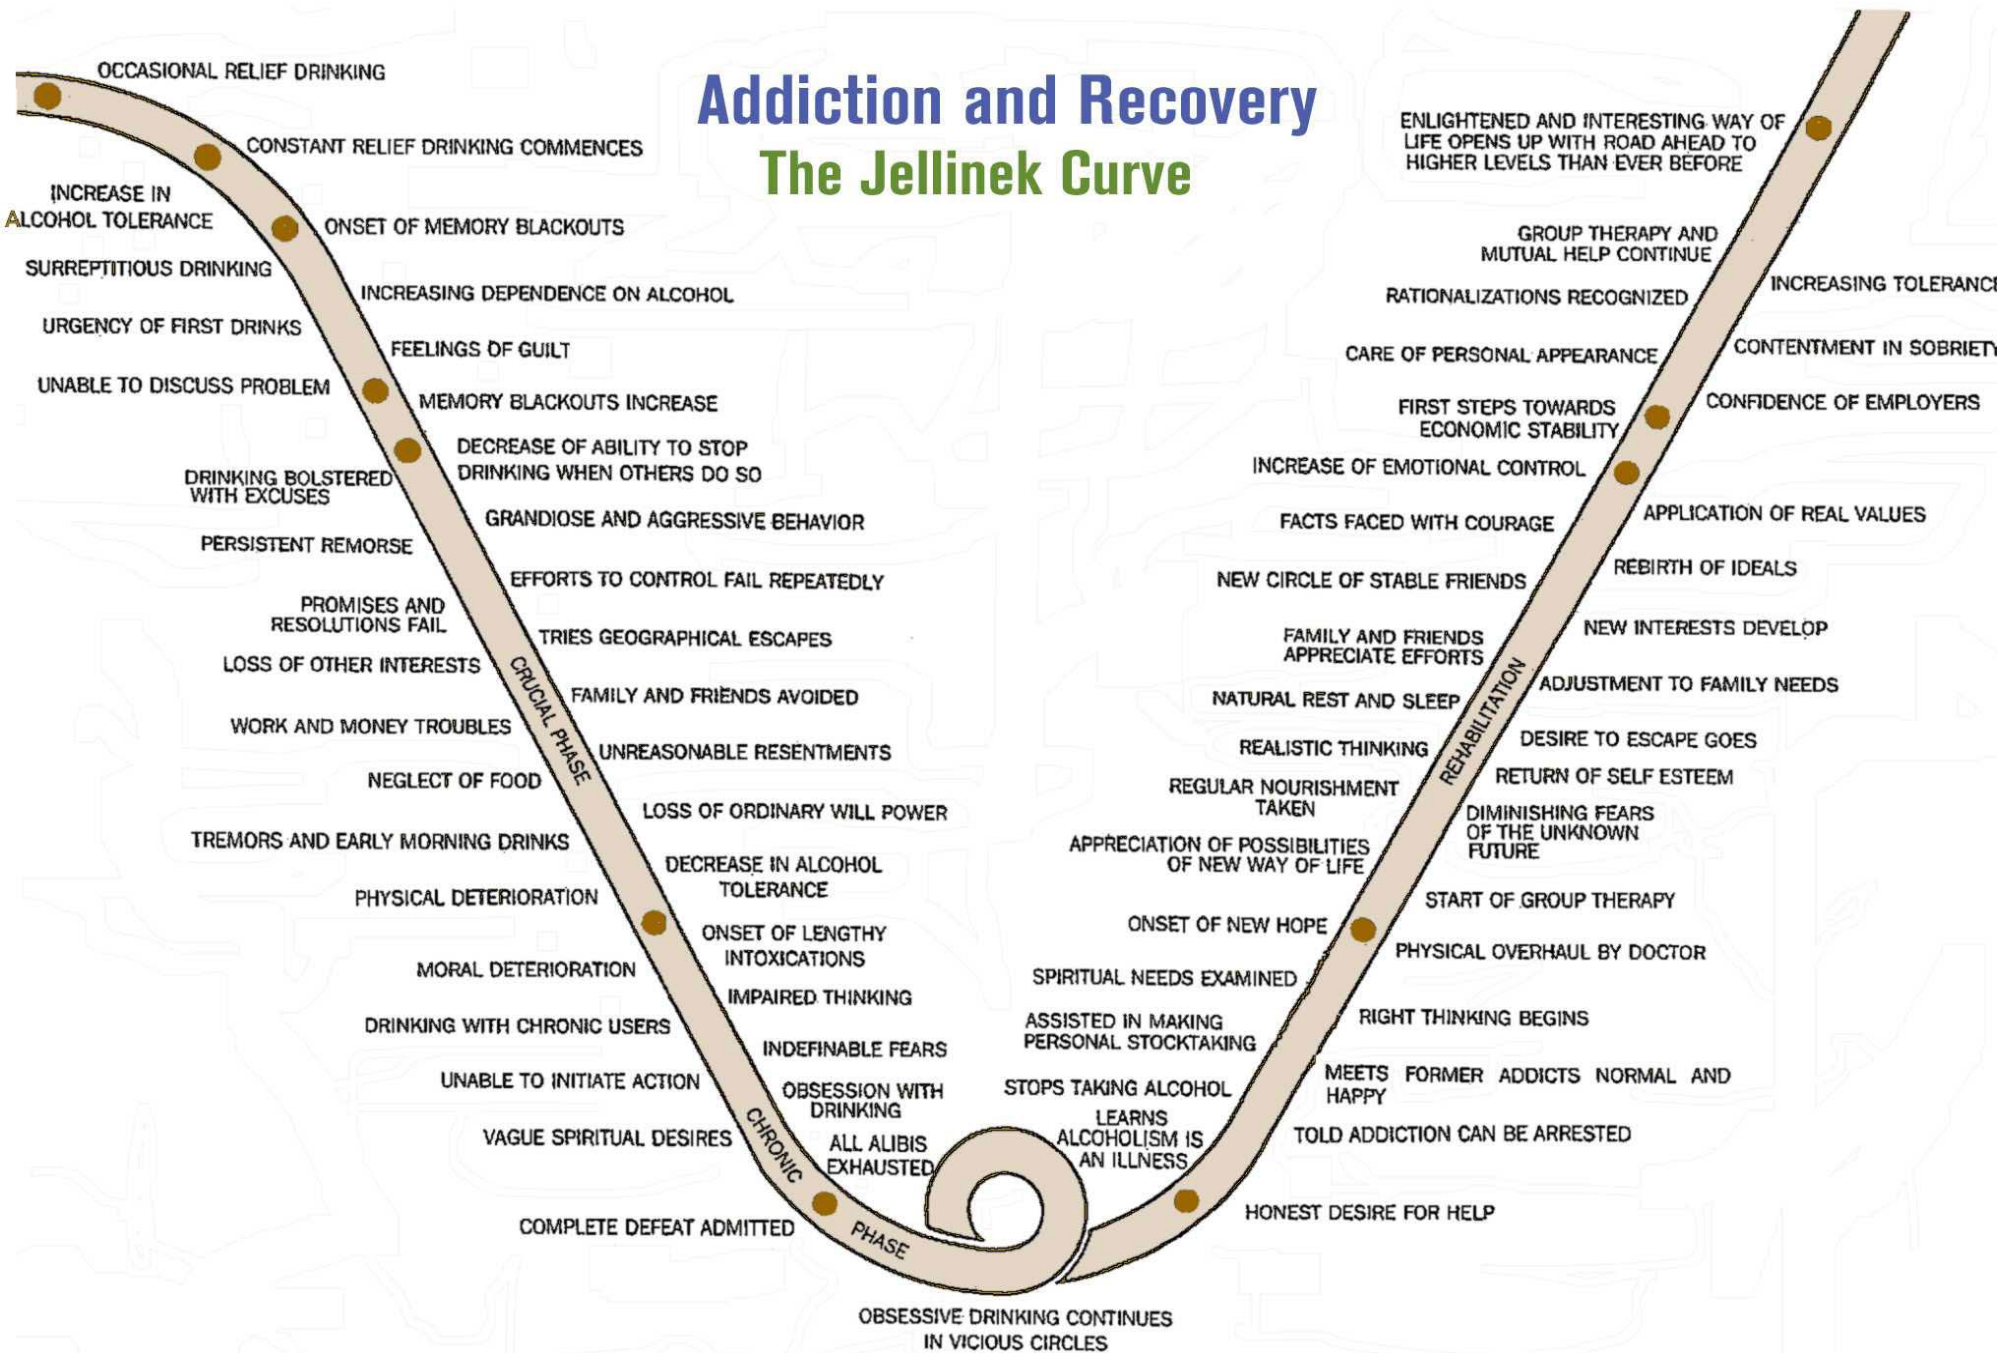 Addiction and Recovery
The Jellinek Curve
OCCASIONAL RELIEF DRINKING
CONSTANT RELIEF DRINKING COMMENCES
INCREASE IN
ALCOHOL TOLERANCE
ONSET OF MEMORY BLACKOUTS
SURREPTITIOUS DRINKING
INCREASING DEPENDENCE ON ALCOHOL
URGENCY OF FIRST DRINKS
FEELINGS OF GUILT
UNABLE TO DISCUSS PROBLEM
MEMORY BLACKOUTS INCREASE
DECREASE OF ABILITY TO STOP
DRINKING WHEN OTHERS DO SO
DRINKING BOLSTERED
WITH EXCUSES
GRANDIOSE AND AGGRESSIVE BEHAVIOR
PERSISTENT REMORSE
EFFORTS TO CONTROL FAIL REPEATEDLY
PROMISES AND
RESOLUTIONS FAIL
TRIES GEOGRAPHICAL ESCAPES
LOSS OF OTHER INTERESTS
CRUCIAL PHASE
FAMILY AND FRIENDS AVOIDED
WORK AND MONEY TROUBLES
UNREASONABLE RESENTMENTS
NEGLECT OF FOOD
LOSS OF ORDINARY WILL POWER
TREMORS AND EARLY MORNING DRINKS
DECREASE IN ALCOHOL
TOLERANCE
PHYSICAL DETERIORATION
ONSET OF LENGTHY
INTOXICATIONS
MORAL DETERIORATION
IMPAIRED THINKING
DRINKING WITH CHRONIC USERS
INDEFINABLE FEARS
UNABLE TO INITIATE ACTION
OBSESSION WITH
DRINKING
VAGUE SPIRITUAL DESIRES
CHRONIC
PHASE
ALL ALIBIS
EXHAUSTED
COMPLETE DEFEAT ADMITTED
OBSESSIVE DRINKING CONTINUES
IN VICIOUS CIRCLES
ENLIGHTENED AND INTERESTING WAY OF
LIFE OPENS UP WITH ROAD AHEAD TO
HIGHER LEVELS THAN EVER BEFORE
GROUP THERAPY AND
MUTUAL HELP CONTINUE
INCREASING TOLERANCE
RATIONALIZATIONS RECOGNIZED
CONTENTMENT IN SOBRIETY
CARE OF PERSONAL APPEARANCE
CONFIDENCE OF EMPLOYERS
FIRST STEPS TOWARDS
ECONOMIC STABILITY
INCREASE OF EMOTIONAL CONTROL
APPLICATION OF REAL VALUES
FACTS FACED WITH COURAGE
REBIRTH OF IDEALS
NEW CIRCLE OF STABLE FRIENDS
NEW INTERESTS DEVELOP
FAMILY AND FRIENDS
APPRECIATE EFFORTS
REHABILITATION
ADJUSTMENT TO FAMILY NEEDS
NATURAL REST AND SLEEP
DESIRE TO ESCAPE GOES
REALISTIC THINKING
RETURN OF SELF ESTEEM
REGULAR NOURISHMENT
TAKEN
DIMINISHING FEARS
OF THE UNKNOWN
FUTURE
APPRECIATION OF POSSIBILITIES
OF NEW WAY OF LIFE
START OF GROUP THERAPY
ONSET OF NEW HOPE
PHYSICAL OVERHAUL BY DOCTOR
SPIRITUAL NEEDS EXAMINED
RIGHT THINKING BEGINS
ASSISTED IN MAKING
PERSONAL STOCKTAKING
MEETS FORMER ADDICTS NORMAL AND
HAPPY
STOPS TAKING ALCOHOL
TOLD ADDICTION CAN BE ARRESTED
LEARNS
ALCOHOLISM IS
AN ILLNESS
HONEST DESIRE FOR HELP